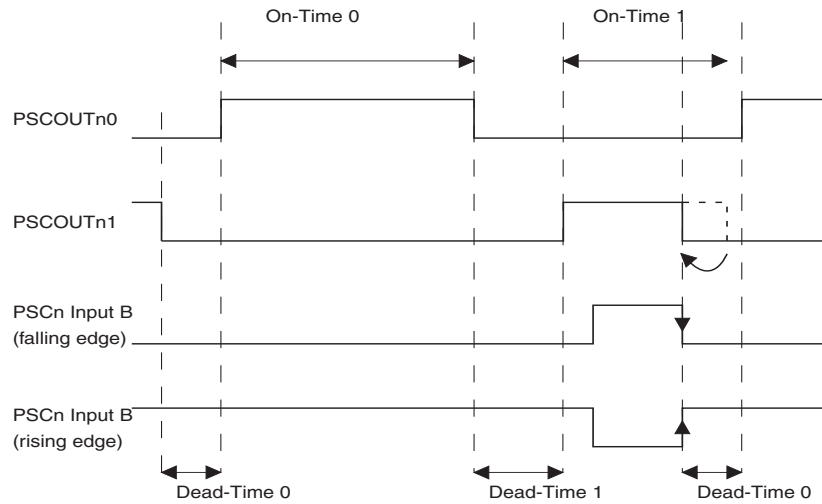 On-Time 0
On-Time 1
PSCOUTn0
PSCOUTn1
PSCn Input B
(falling edge)
PSCn Input B
(rising edge)
Dead-Time 0
Dead-Time 1
Dead-Time 0